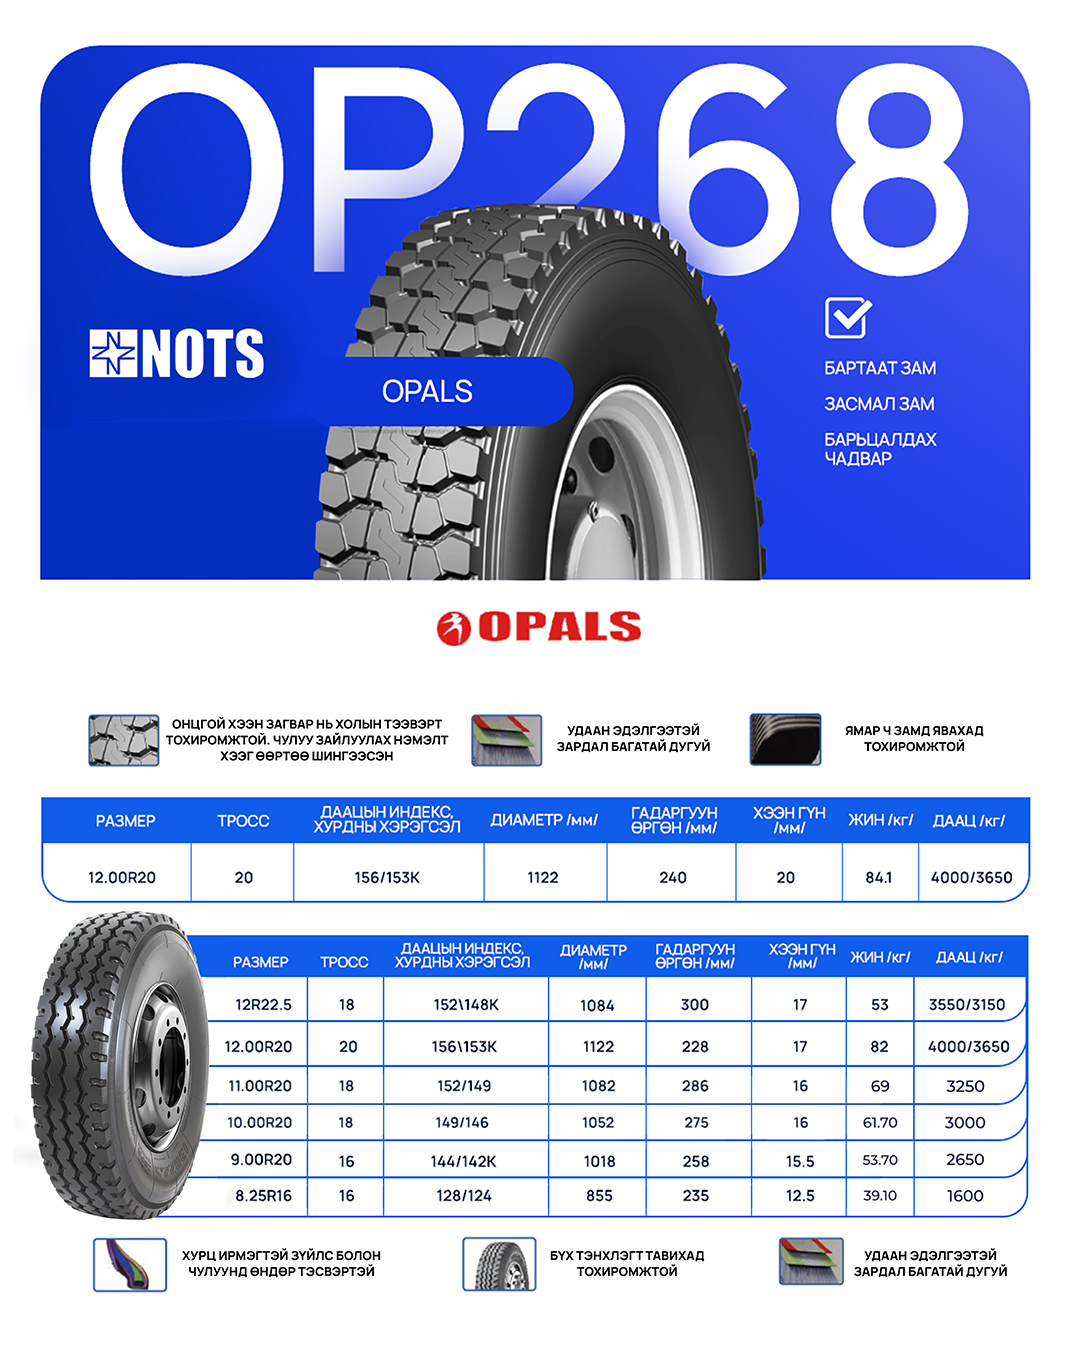 OP268
NOTS
OPALS
БАРТААТ ЗАМ
ЗАСМАЛ ЗАМ
БАРЬЦАЛДАХ
ЧАДВАР
OPALS
ОНЦГОЙ ХЭЭН ЗАГВАР НЬ ХОЛЫН ТЭЭВЭРТ
ТОХИРОМЖТОЙ. ЧУЛУУ ЗАЙЛУУЛАХ НЭМЭЛТ
ХЭЭГ ӨӨРТӨӨ ШИНГЭЭСЭН
УДААН ЭДЭЛГЭЭТЭЙ
ЗАРДАЛ БАГАТАЙ ДУГУЙ
ЯМАР Ч ЗАМД ЯВАХАД
ТОХИРОМЖТОЙ
РАЗМЕР ТРОСС ДААЦЫН ИНДЕКС, ХУРДНЫ ХЭРЭГСЭЛ ДИАМЕТР /мм/ ГАДАРГУУН ӨРГӨН /мм/ ХЭЭН ГҮН /мм/ ЖИН /кг/ ДААЦ /кг/
12.00R20 20 156/153K 1122 240 20 84.1 4000/3650
РАЗМЕР ТРОСС ДААЦЫН ИНДЕКС, ХУРДНЫ ХЭРЭГСЭЛ ДИАМЕТР /мм/ ГАДАРГУУН ӨРГӨН /мм/ ХЭЭН ГҮН /мм/ ЖИН /кг/ ДААЦ /кг/
12R22.5 18 152\148K 1084 300 17 53 3550/3150
12.00R20 20 156\153K 1122 228 17 82 4000/3650
11.00R20 18 152/149 1082 286 16 69 3250
10.00R20 18 149/146 1052 275 16 61.70 3000
9.00R20 16 144/142K 1018 258 15.5 53.70 2650
8.25R16 16 128/124 855 235 12.5 39.10 1600
ХУРЦ ИРМЭГТЭЙ ЗҮЙЛС БОЛОН
ЧУЛУУНД ӨНДӨР ТЭСВЭРТЭЙ
БҮХ ТЭНХЛЭГТ ТАВИХАД
ТОХИРОМЖТОЙ
УДААН ЭДЭЛГЭЭТЭЙ
ЗАРДАЛ БАГАТАЙ ДУГУЙ